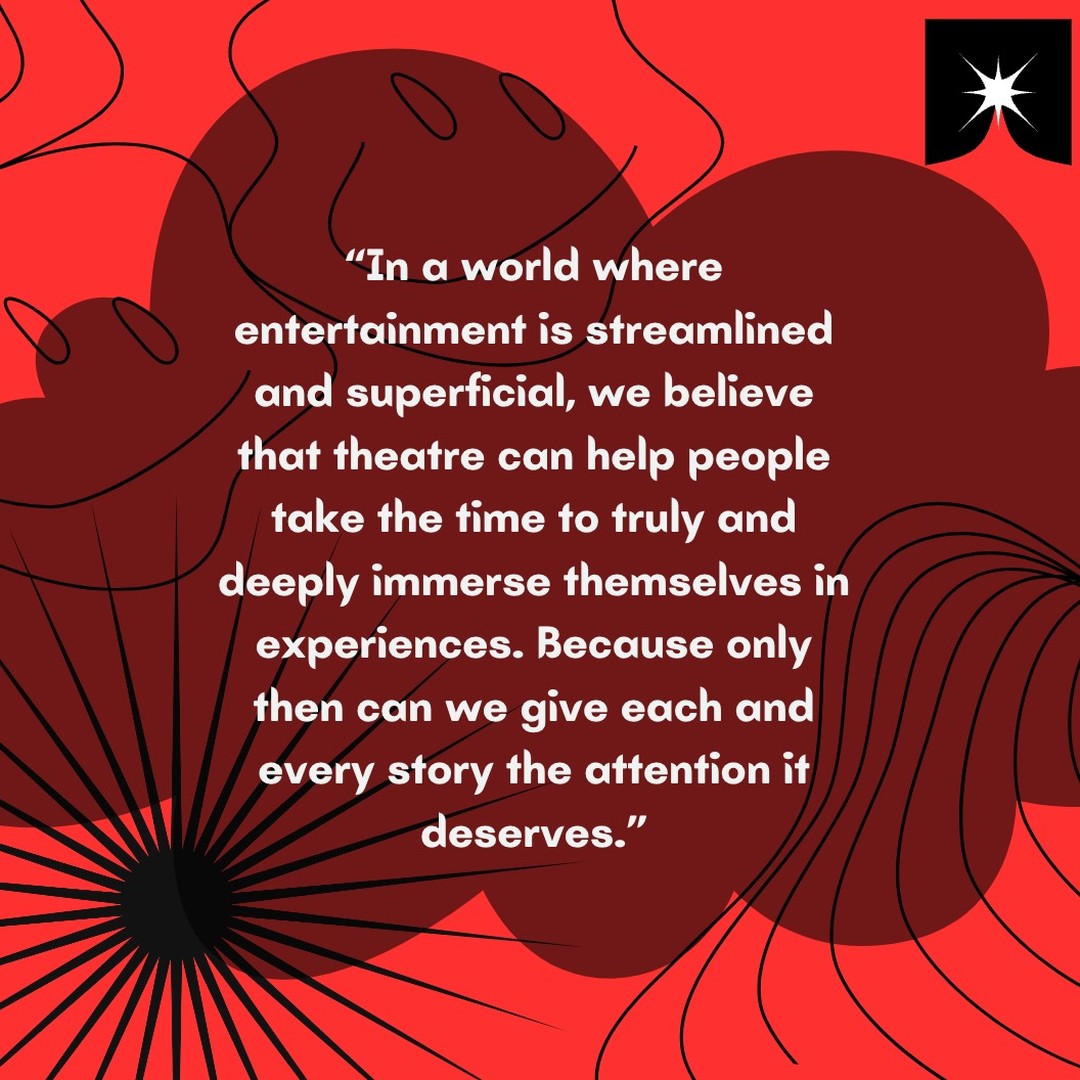 “In a world where
entertainment is streamlined
and superficial, we believe
that theatre can help people
take the time to truly and
deeply immerse themselves in
experiences. Because only
then can we give each and
every story the attention it
deserves.”